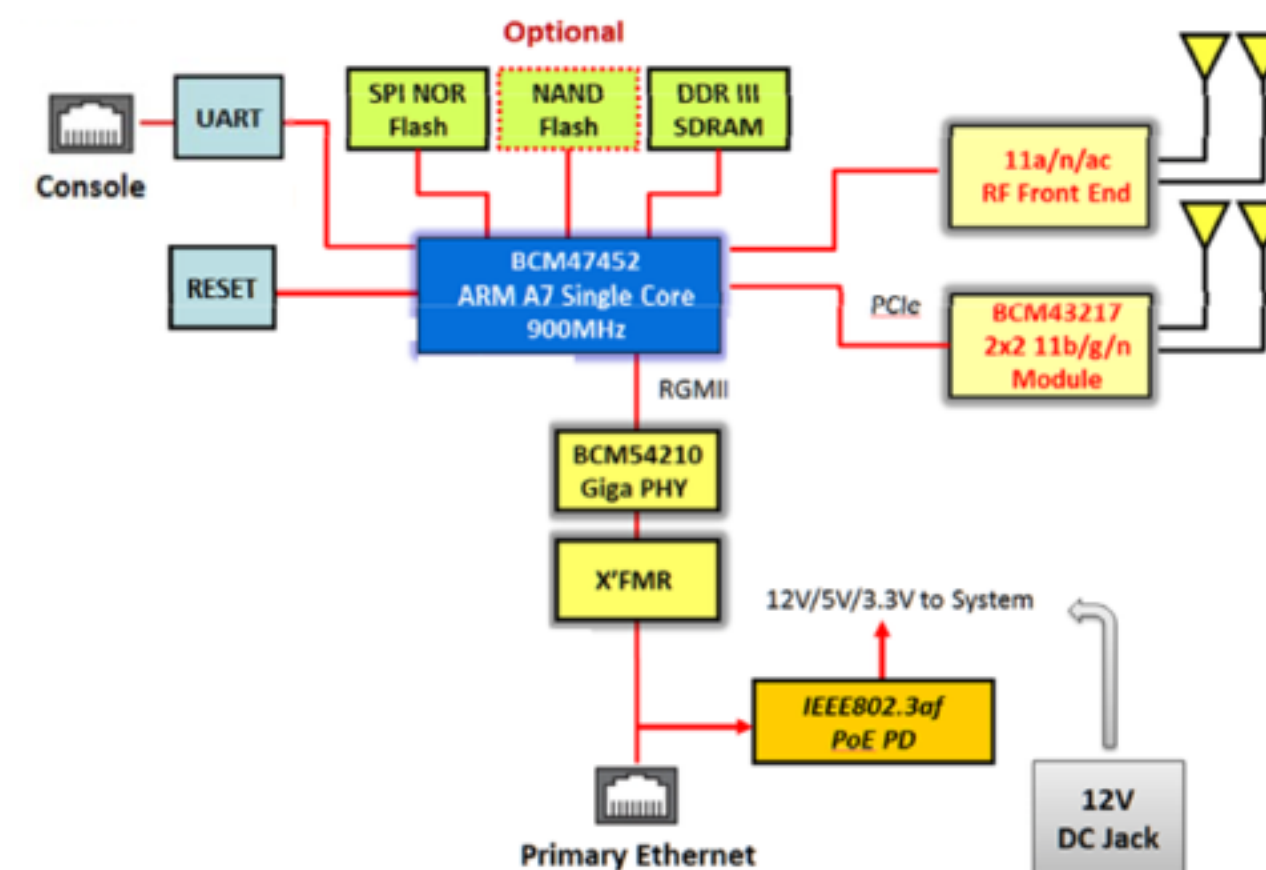 Optional
SPI NOR
Flash
NAND
Flash
DDR III
SDRAM
UART
Console
11a/n/ac
RF Front End
RESET
BCM47452
ARM A7 Single Core
900MHz
PCIe
BCM43217
2x2 11b/g/n
Module
RGMII
BCM54210
Giga PHY
X'FMR
12V/5V/3.3V to System
IEEE802.3af
PoE PD
12V
DC Jack
Primary Ethernet